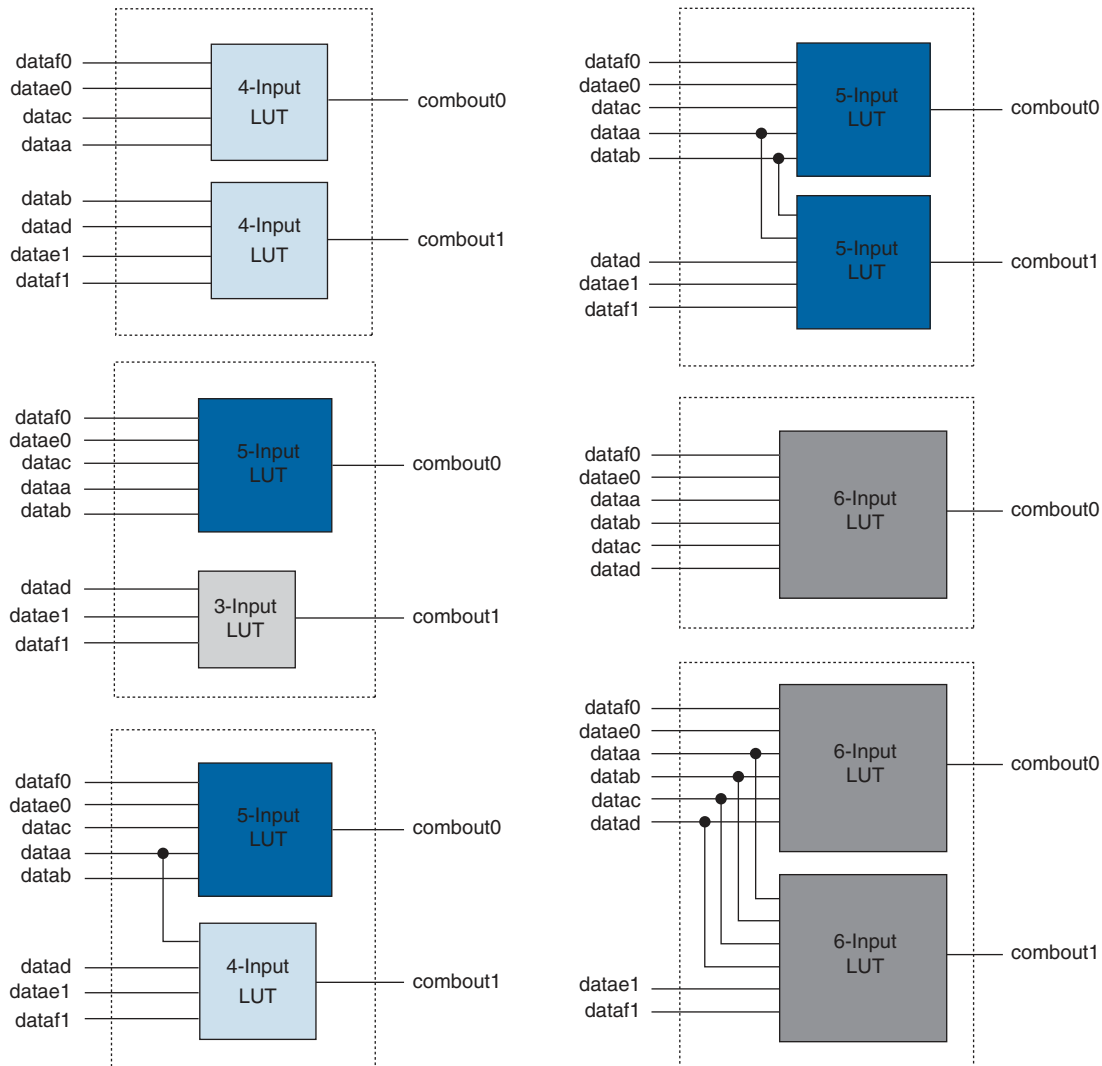 dataf0
datae0
datac
dataa
4-Input
LUT
combout0
datab
datad
datae1
dataf1
4-Input
LUT
combout1
dataf0
datae0
datac
dataa
datab
5-Input
LUT
combout0
datad
datae1
dataf1
3-Input
LUT
combout1
dataf0
datae0
datac
dataa
datab
5-Input
LUT
combout0
datad
datae1
dataf1
4-Input
LUT
combout1
dataf0
datae0
datac
dataa
datab
5-Input
LUT
combout0
datad
datae1
dataf1
5-Input
LUT
combout1
dataf0
datae0
dataa
datab
datac
datad
6-Input
LUT
combout0
dataf0
datae0
dataa
datab
datac
datad
6-Input
LUT
combout0
datae1
dataf1
6-Input
LUT
combout1